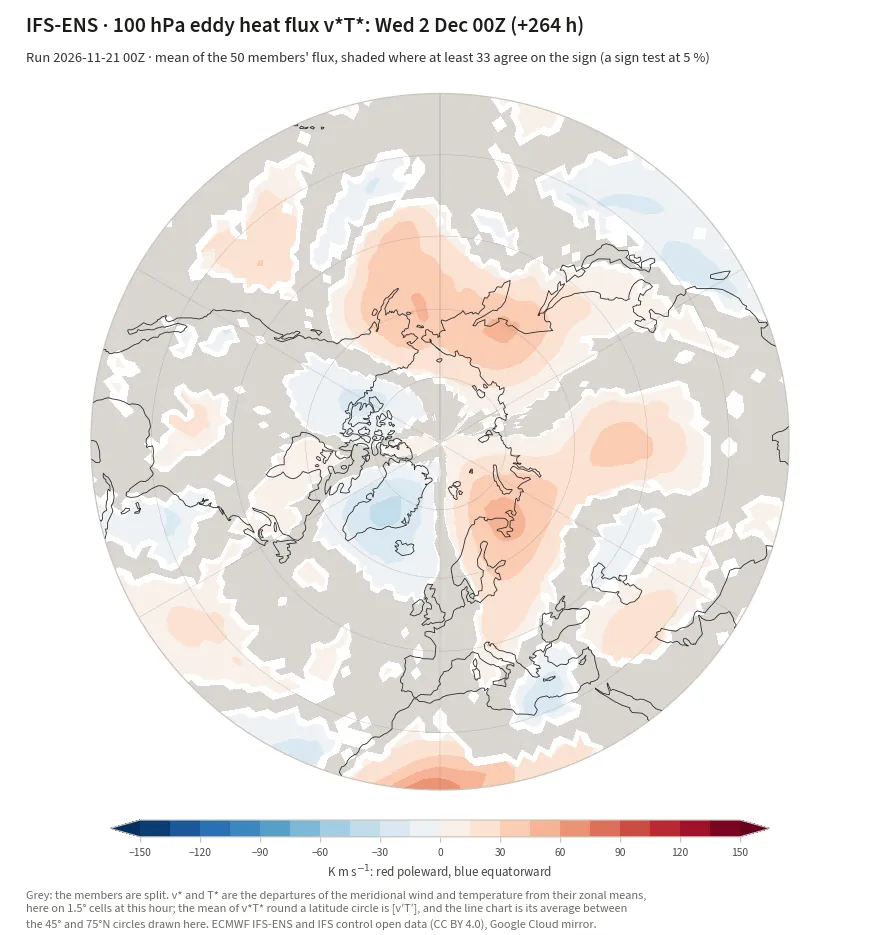 IFS-ENS · 100 hPa eddy heat flux v*T*: Wed 2 Dec 00Z (+264 h)
Run 2026-11-21 00Z · mean of the 50 members' flux, shaded where at least 33 agree on the sign (a sign test at 5 %)
−150 −120 −90 −60 −30 0 30 60 90 120 150
K m s⁻¹: red poleward, blue equatorward
Grey: the members are split. v* and T* are the departures of the meridional wind and temperature from their zonal means,
here on 1.5° cells at this hour; the mean of v*T* round a latitude circle is [v′T′], and the line chart is its average between
the 45° and 75°N circles drawn here. ECMWF IFS-ENS and IFS control open data (CC BY 4.0), Google Cloud mirror.